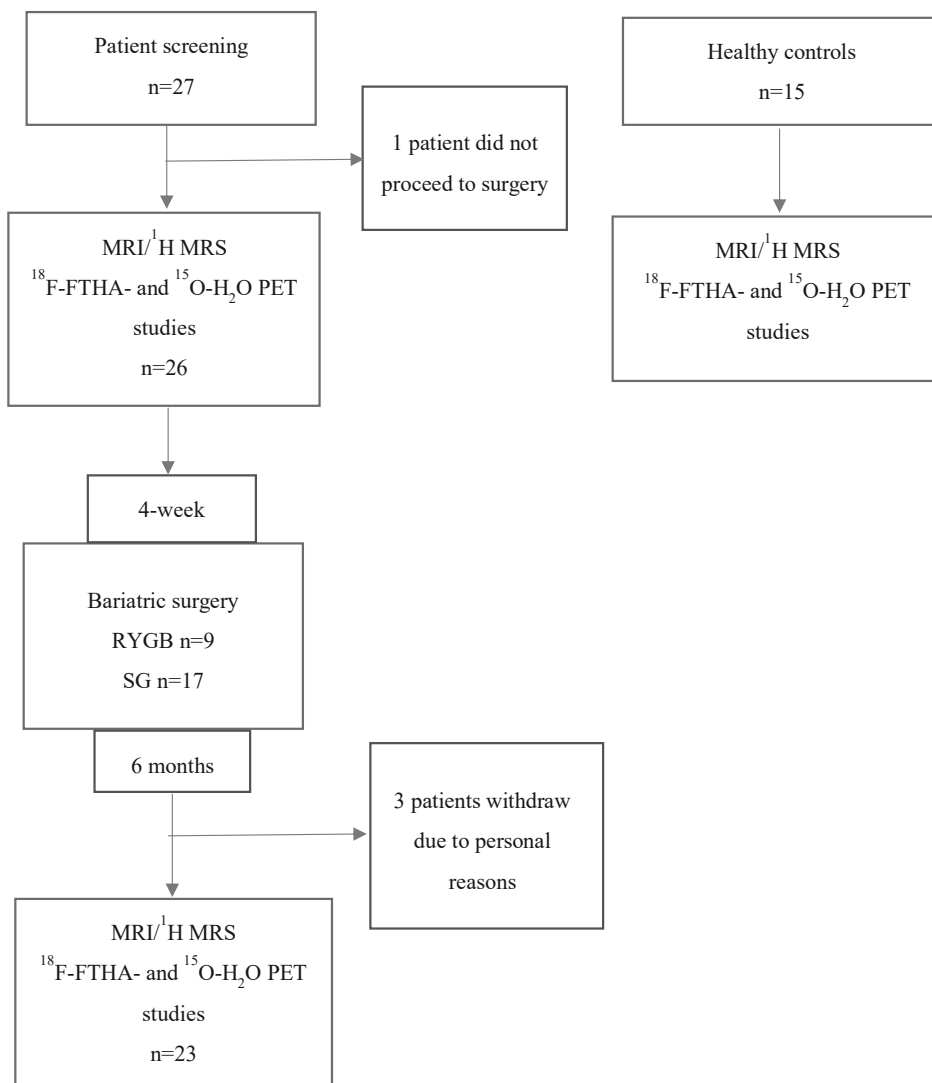 Patient screening
n=27
1 patient did not
proceed to surgery
MRI/¹H MRS
¹⁸F-FTHA- and ¹⁵O-H₂O PET
studies
n=26
4-week
Bariatric surgery
RYGB n=9
SG n=17
6 months
3 patients withdraw
due to personal
reasons
MRI/¹H MRS
¹⁸F-FTHA- and ¹⁵O-H₂O PET
studies
n=23
Healthy controls
n=15
MRI/¹H MRS
¹⁸F-FTHA- and ¹⁵O-H₂O PET
studies